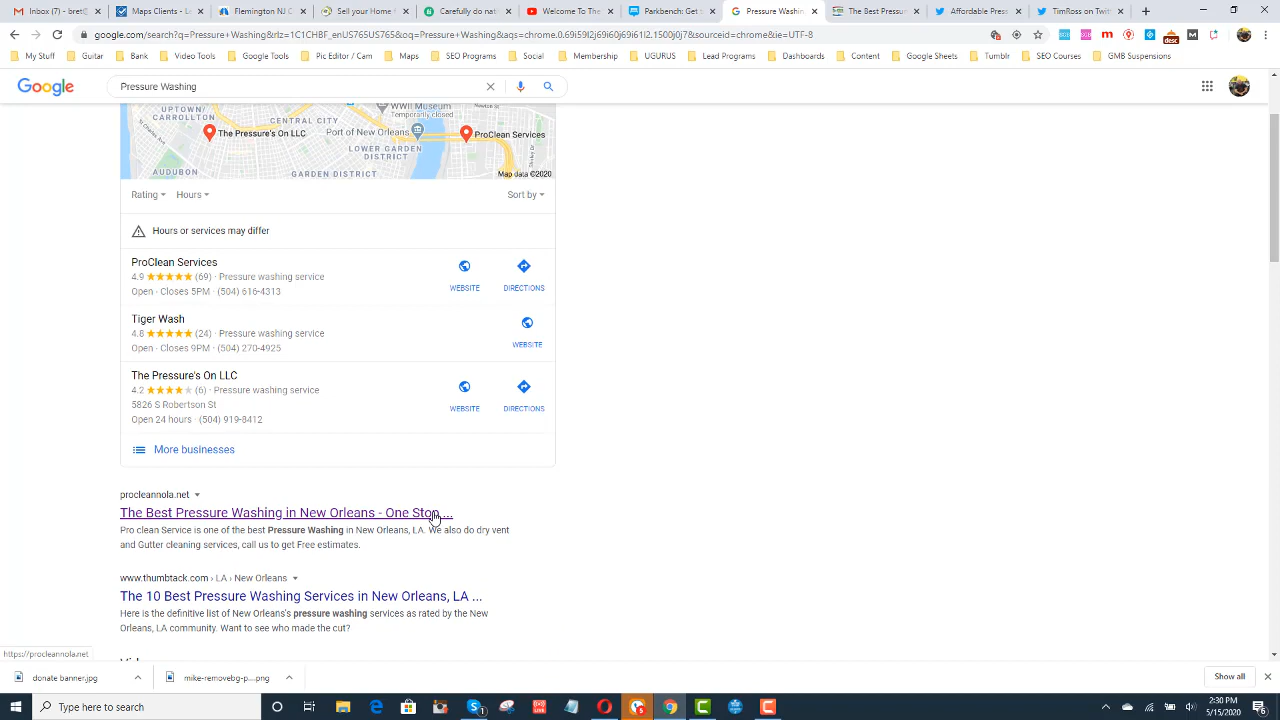 Inbox (1) - bret
Maps Clients - L
Flemington NJ C
Sell your Home
Carefully do nat
Welcome To The
Parkbench: Get
Pressure Washin
The Best Pressur
Affordable Pres
TimRoss on Twit
google.com/search?q=Pressure+Washing&rlz=1C1CHBF_enUS765US765&oq=Pressure+Washing&aqs=chrome.0.69i59l2j69i60j69i61l2.1500j0j7&sourceid=chrome&ie=UTF-8
My Stuff
Guitar
Bank
Video Tools
Pic Editor / Cam
Maps
SEO Programs
Social
Membership
UGURUS
Lead Programs
Databases
Content
Google Sheets
Tumblr
SEO Courses
GMB Suspensions
Google
Pressure Washing
UPTOWN/
CARROLLTON
CENTRAL CITY
WWII Museum
Temporarily closed
The Pressure's On LLC
Port of New Orleans
ProClean Services
LOWER GARDEN
DISTRICT
AUDUBON
GARDEN DISTRICT
Map data ©2020
Rating
Hours
Sort by
Hours or services may differ
ProClean Services
4.9 (69) · Pressure washing service
Open · Closes 5PM · (504) 616-4313
WEBSITE
DIRECTIONS
Tiger Wash
4.8 (24) · Pressure washing service
Open · Closes 9PM · (504) 270-4925
WEBSITE
The Pressure's On LLC
4.2 (6) · Pressure washing service
5826 S Robertson St
Open 24 hours · (504) 919-8412
WEBSITE
DIRECTIONS
More businesses
procleannola.net
The Best Pressure Washing in New Orleans - One Stop ...
Pro clean Service is one of the best Pressure Washing in New Orleans, LA. We also do dry vent
and Gutter cleaning services, call us to get Free estimates.
www.thumbtack.com › LA › New Orleans
The 10 Best Pressure Washing Services in New Orleans, LA ...
Here is the definitive list of New Orleans's pressure washing services as rated by the New
Orleans, LA community. Want to see who made the cut?
https://procleannola.net
donate banner.jpg
mike-removebg-p....png
Show all
Type here to search
2:30 PM
5/15/2020